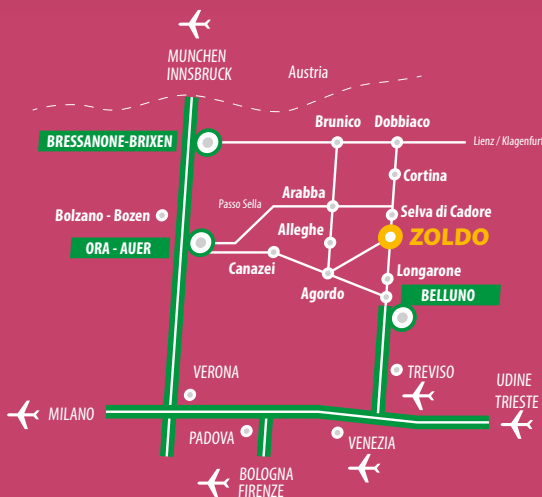 MUNCHEN
INNSBRUCK
Austria
Brunico
Dobbiaco
BRESSANONE-BRIXEN
Lienz / Klagenfurt
Cortina
Arabba
Passo Sella
Bolzano - Bozen
Selva di Cadore
Alleghe
ZOLDO
ORA - AUER
Canazei
Longarone
Agordo
BELLUNO
VERONA
TREVISO
UDINE
TRIESTE
MILANO
PADOVA
VENEZIA
BOLOGNA
FIRENZE